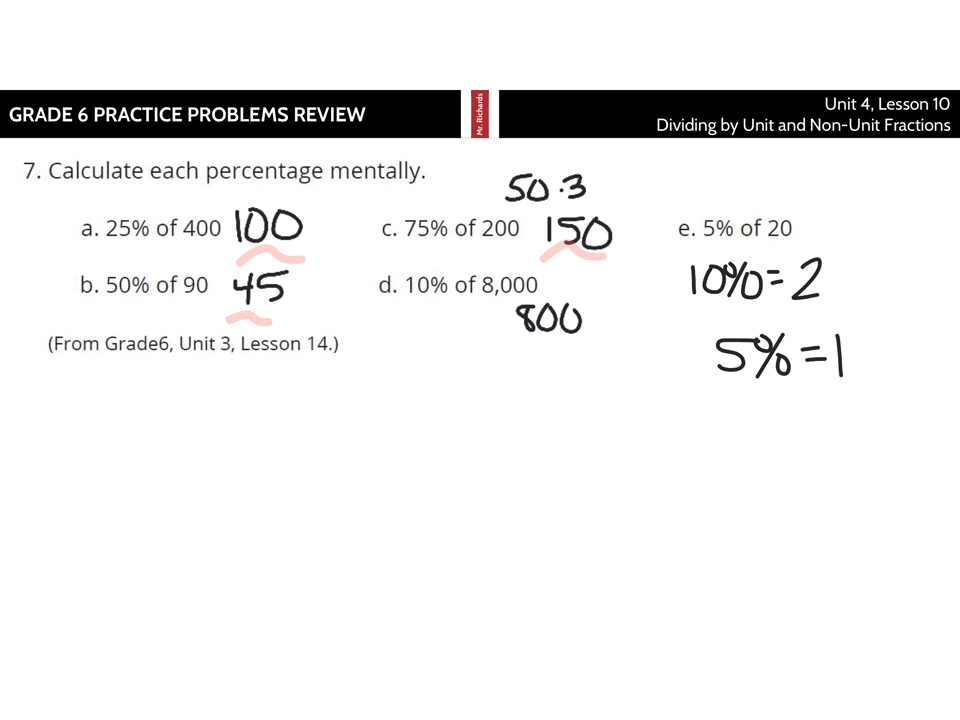 GRADE 6 PRACTICE PROBLEMS REVIEW
Mr. Richards
Unit 4, Lesson 10
Dividing by Unit and Non-Unit Fractions
7. Calculate each percentage mentally.
50·3
a. 25% of 400 100
c. 75% of 200 150
e. 5% of 20
b. 50% of 90 45
d. 10% of 8,000
800
10%=2
5%=1
(From Grade6, Unit 3, Lesson 14.)